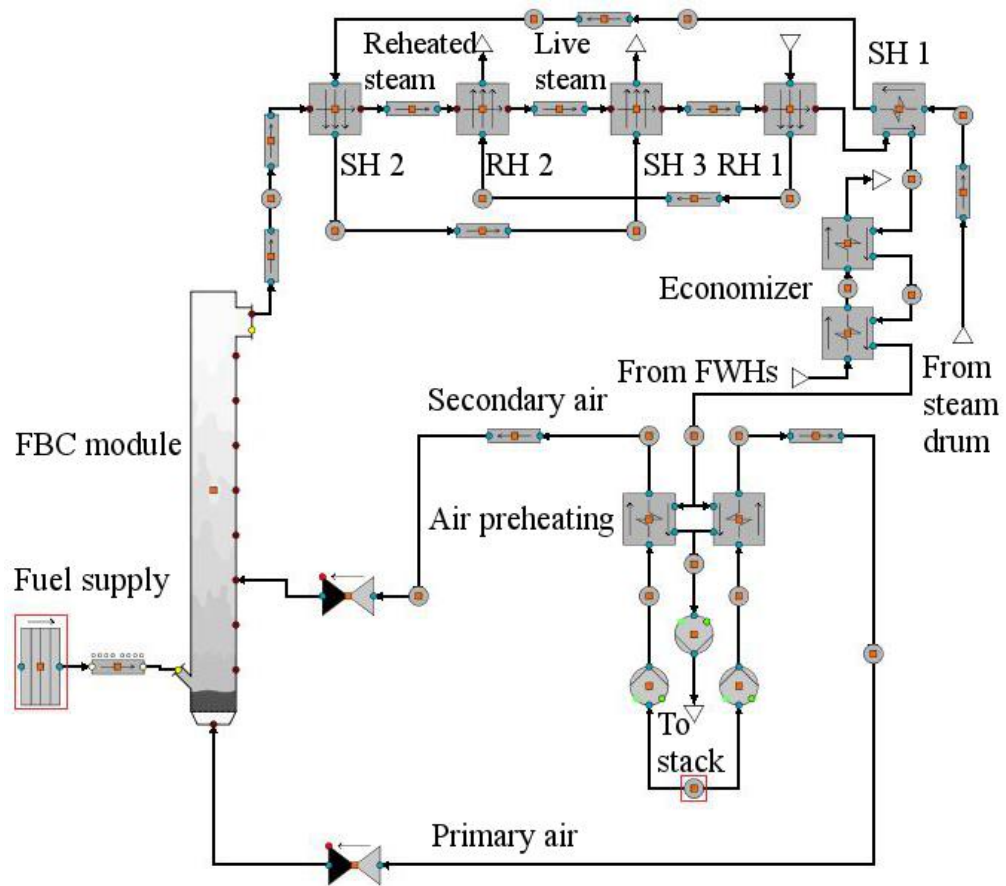 Reheated
steam
Live
steam
SH 1
SH 2
RH 2
SH 3
RH 1
Economizer
From FWHs
From
steam
drum
Secondary air
FBC module
Air preheating
Fuel supply
To
stack
Primary air